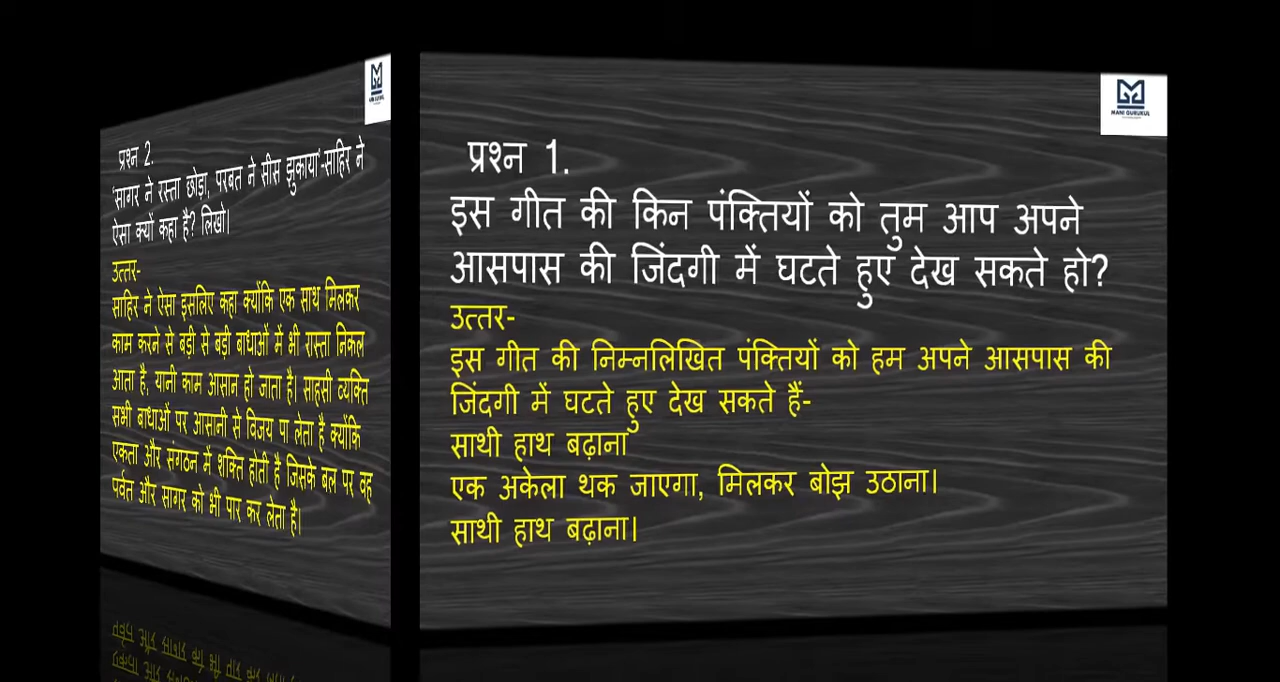 प्रश्न 2.
'सागर ने रस्ता छोड़ा, परबत ने सीस झुकाया'-साहिर ने
ऐसा क्यों कहा है? लिखो।
उत्तर-
साहिर ने ऐसा इसलिए कहा क्योंकि एक साथ मिलकर
काम करने से बड़ी से बड़ी बाधाओं में भी रास्ता निकल
आता है, यानी काम आसान हो जाता है। साहसी व्यक्ति
सभी बाधाओं पर आसानी से विजय पा लेता है क्योंकि
एकता और संगठन में शक्ति होती है जिसके बल पर वह
पर्वत और सागर को भी पार कर लेता है।
MANI GURUKUL
प्रश्न 1.
इस गीत की किन पंक्तियों को तुम आप अपने
आसपास की जिंदगी में घटते हुए देख सकते हो?
उत्तर-
इस गीत की निम्नलिखित पंक्तियों को हम अपने आसपास की
जिंदगी में घटते हुए देख सकते हैं-
साथी हाथ बढ़ाना
एक अकेला थक जाएगा, मिलकर बोझ उठाना।
साथी हाथ बढ़ाना।